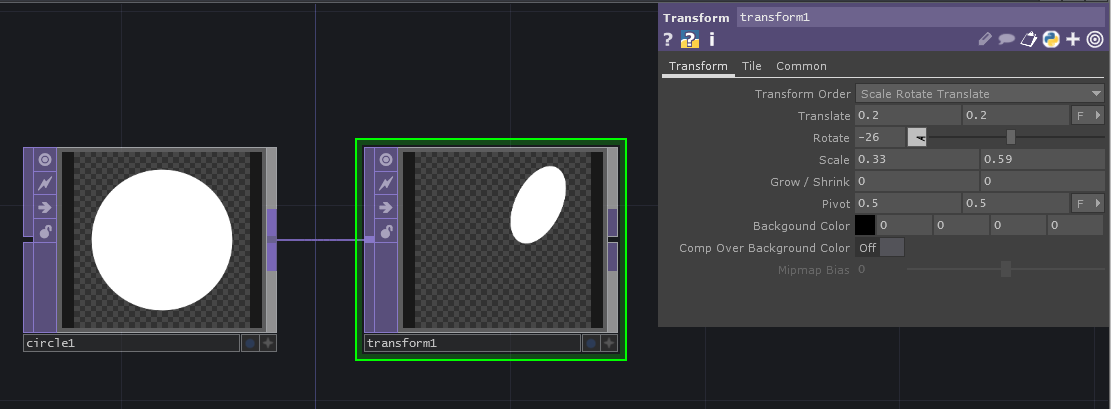 Transform transform1
? ? i
Transform Tile Common
Transform Order Scale Rotate Translate
Translate 0.2 0.2 F
Rotate -26
Scale 0.33 0.59
Grow / Shrink 0 0
Pivot 0.5 0.5 F
Background Color 0 0 0 0
Comp Over Background Color Off
Mipmap Bias 0
circle1
transform1